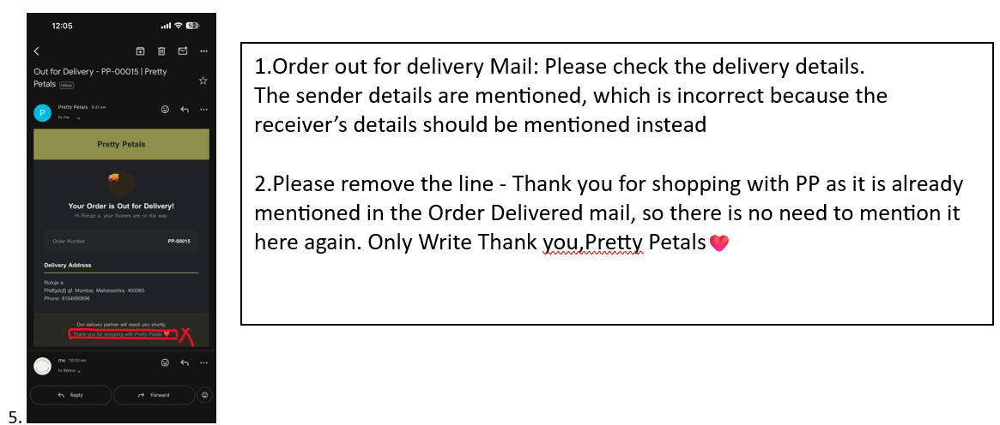 12:05
52
Out for Delivery - PP-00015 | Pretty
Petals Inbox
P
Pretty Petals 9:41 am
to me
Pretty Petals
Your Order is Out for Delivery!
Hi Rutuja a, your flowers are on the way.
Order Number PP-00015
Delivery Address
Rutuja a
Fhdfgdcjfj gf, Mumbai, Maharashtra, 400060
Phone: 8104890696
Our delivery partner will reach you shortly.
Thank you for shopping with Pretty Petals ❤️
me 10:02 am
to Reena
Reply
Forward
5.
1.Order out for delivery Mail: Please check the delivery details.
The sender details are mentioned, which is incorrect because the
receiver’s details should be mentioned instead
2.Please remove the line - Thank you for shopping with PP as it is already
mentioned in the Order Delivered mail, so there is no need to mention it
here again. Only Write Thank you,Pretty Petals❤️